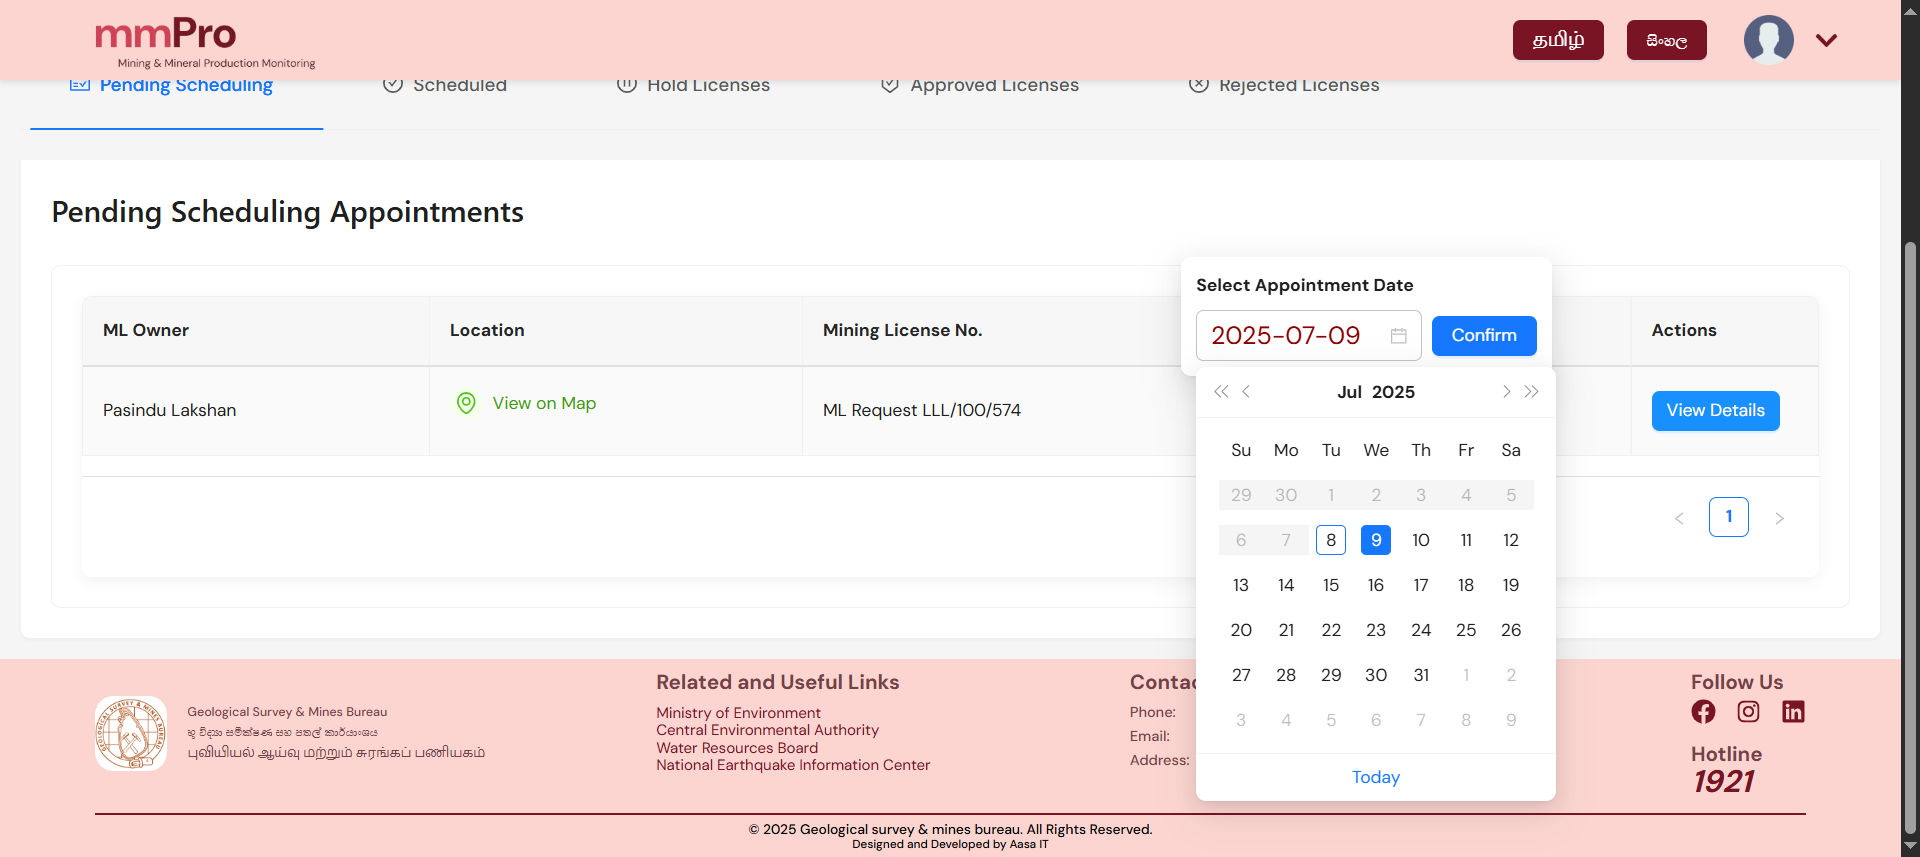 mmPro
Mining & Mineral Production Monitoring
தமிழ்
සිංහල
Pending Scheduling
Scheduled
Hold Licenses
Approved Licenses
Rejected Licenses
Pending Scheduling Appointments
ML Owner
Location
Mining License No.
Actions
Pasindu Lakshan
View on Map
ML Request LLL/100/574
View Details
Select Appointment Date
2025-07-09
Confirm
Jul 2025
Su Mo Tu We Th Fr Sa
29 30 1 2 3 4 5
6 7 8 9 10 11 12
13 14 15 16 17 18 19
20 21 22 23 24 25 26
27 28 29 30 31 1 2
3 4 5 6 7 8 9
Today
1
Geological Survey & Mines Bureau
භූ විද්‍යා සමීක්ෂණ සහ පතල් කාර්යාංශය
புவியியல் ஆய்வு மற்றும் சுரங்கப் பணியகம்
Related and Useful Links
Ministry of Environment
Central Environmental Authority
Water Resources Board
National Earthquake Information Center
Phone:
Email:
Address:
Follow Us
Hotline
1921
© 2025 Geological survey & mines bureau. All Rights Reserved.
Designed and Developed by Aasa IT